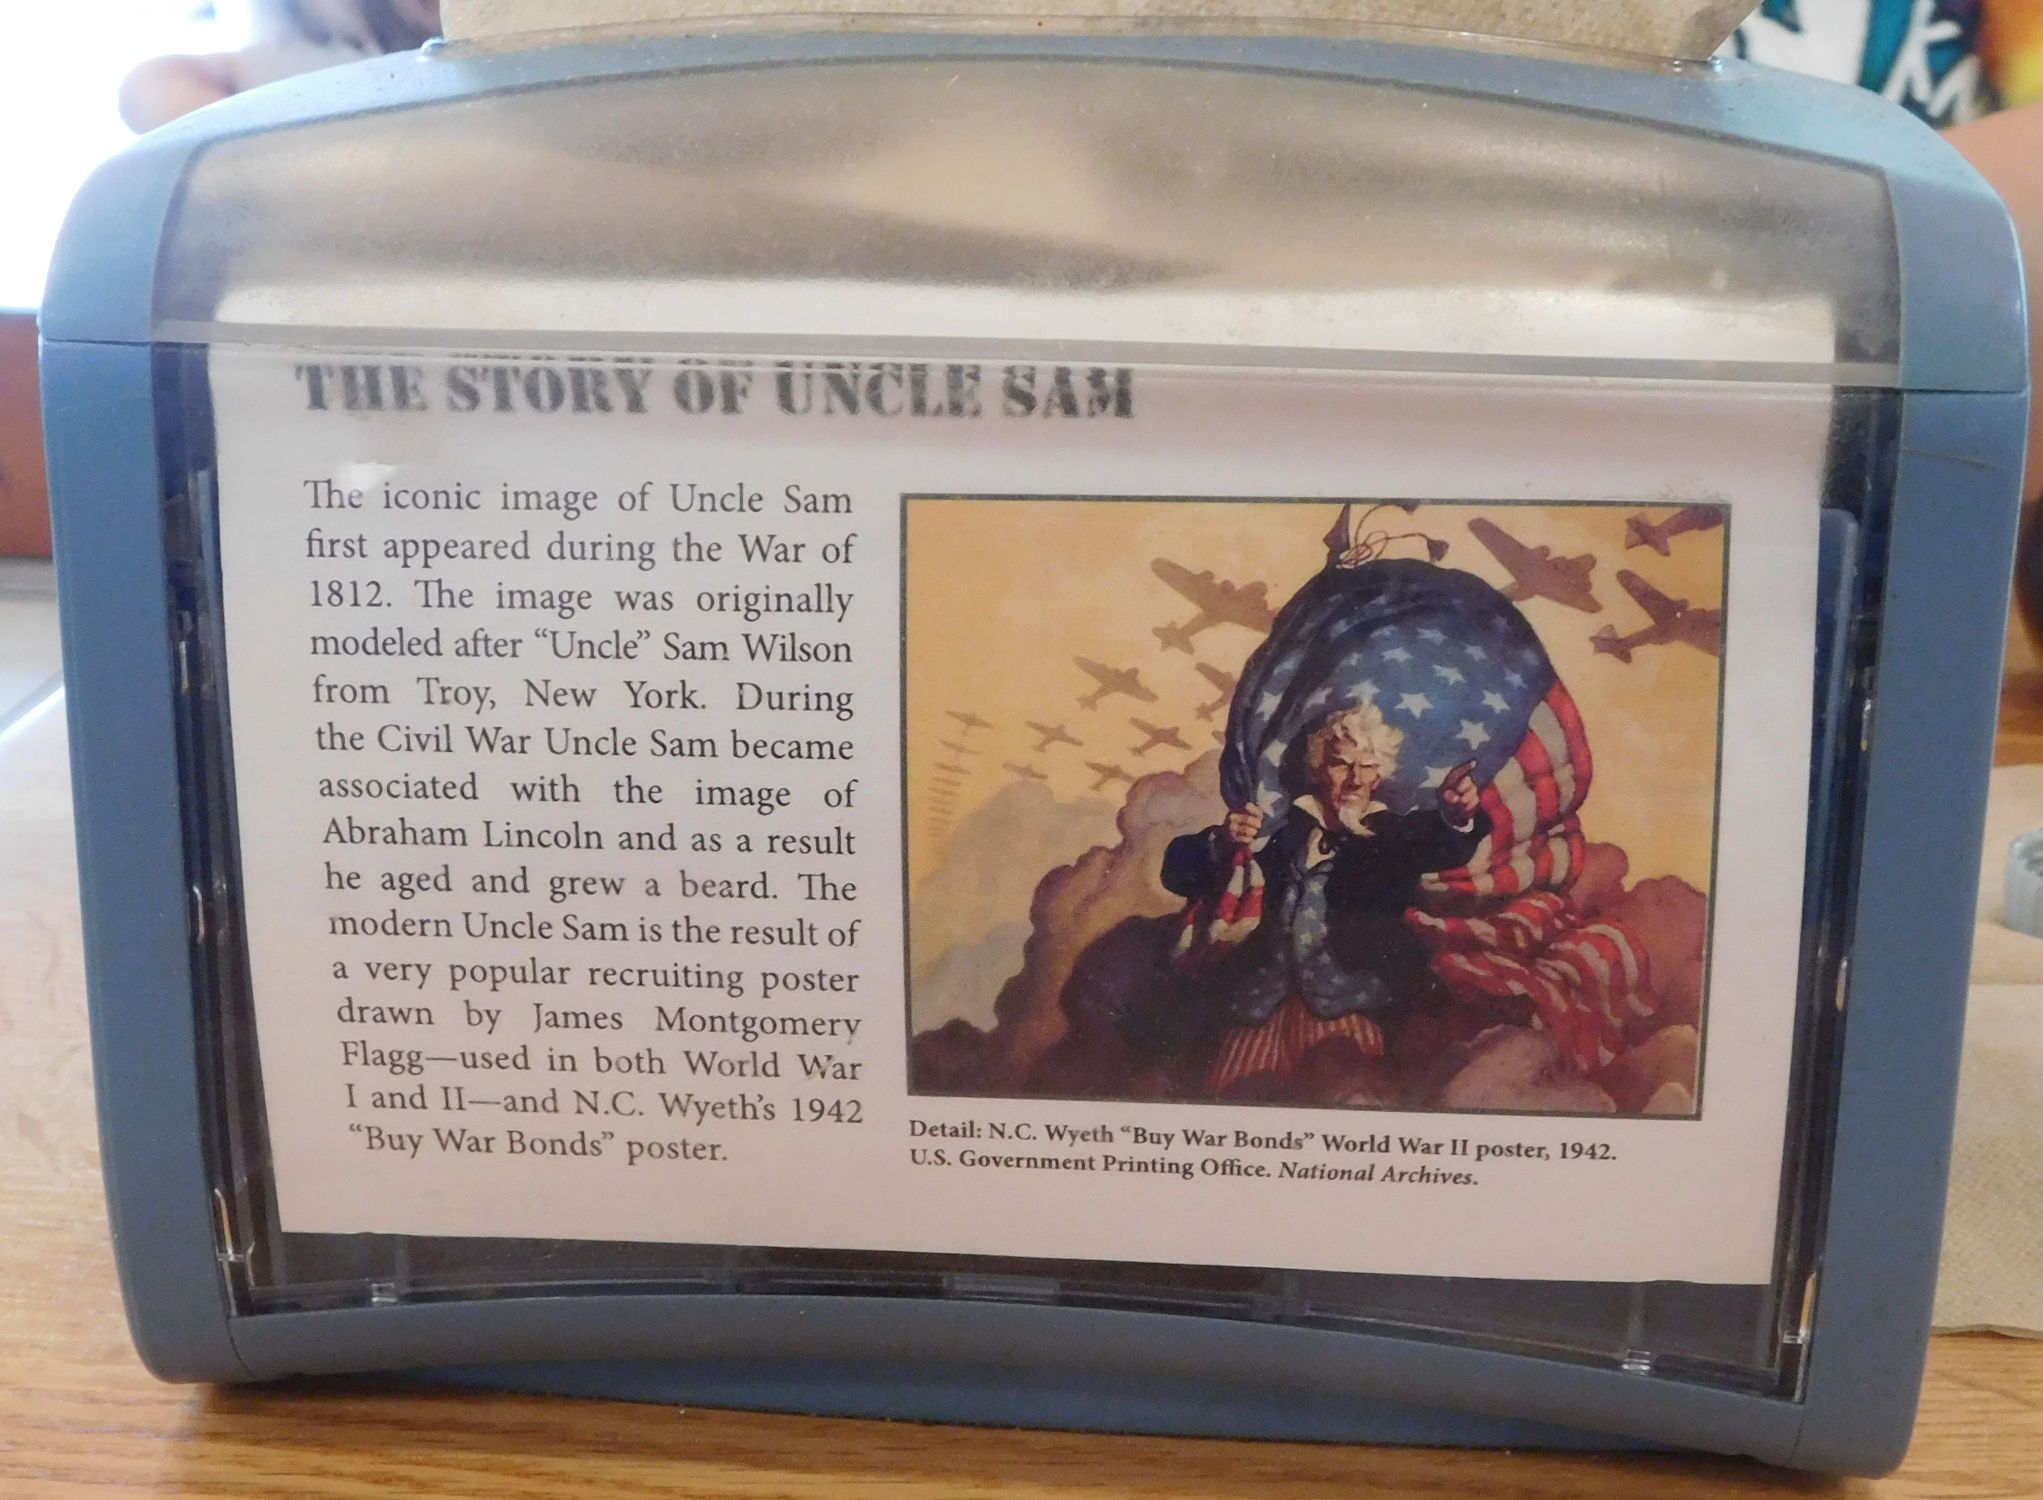 THE STORY OF UNCLE SAM
The iconic image of Uncle Sam
first appeared during the War of
1812. The image was originally
modeled after “Uncle” Sam Wilson
from Troy, New York. During
the Civil War Uncle Sam became
associated with the image of
Abraham Lincoln and as a result
he aged and grew a beard. The
modern Uncle Sam is the result of
a very popular recruiting poster
drawn by James Montgomery
Flagg—used in both World War
I and II—and N.C. Wyeth’s 1942
“Buy War Bonds” poster.
Detail: N.C. Wyeth “Buy War Bonds” World War II poster, 1942.
U.S. Government Printing Office. National Archives.